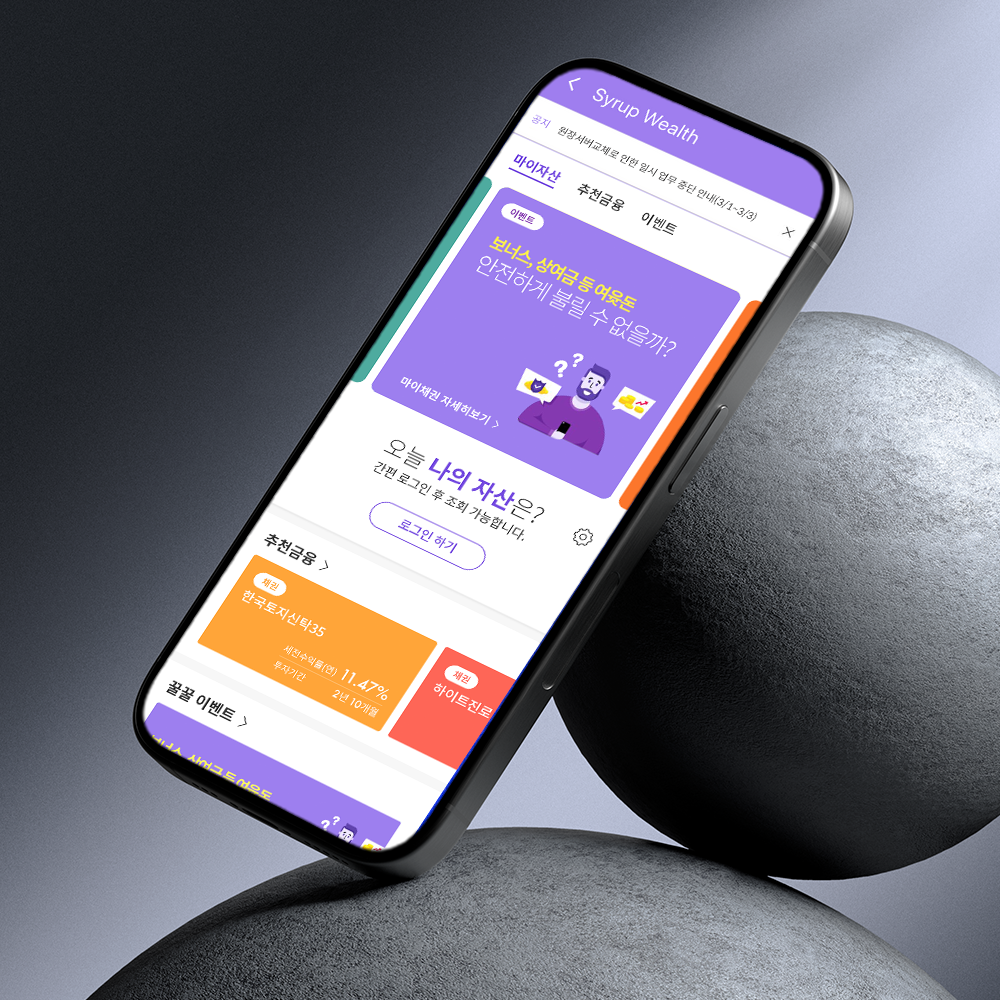 Syrup Wealth
공지 원장서버교체로 인한 일시 업무 중단 안내(3/1~3/3)
마이자산 추천금융 이벤트
이벤트
보너스, 상여금 등 여윳돈
안전하게 불릴 수 없을까?
? ?
마이채권 자세히보기 >
오늘 나의 자산은?
간편 로그인 후 조회 가능합니다.
로그인 하기
추천금융 >
채권
한국토지신탁35
세전수익률(연) 11.47%
투자기간 2년 10개월
채권
하이트진로
꿀꿀 이벤트 >
보너스, 상여금 등 여윳돈
? ?